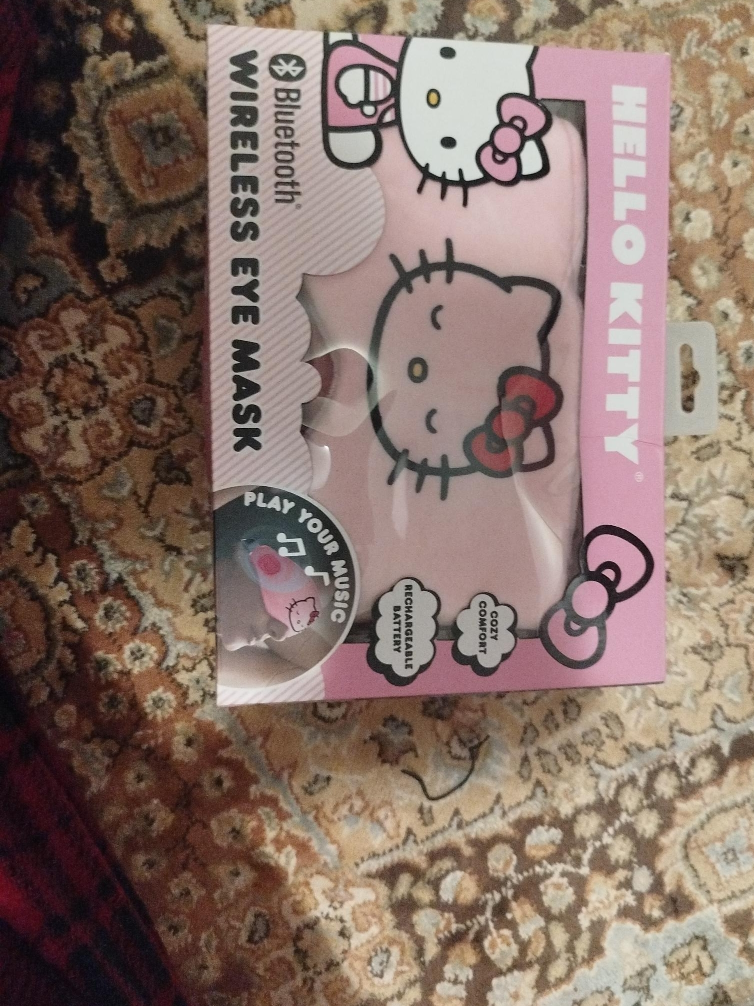 HELLO KITTY®
COZY
COMFORT
RECHARGEABLE
BATTERY
Bluetooth®
WIRELESS EYE MASK
PLAY YOUR MUSIC